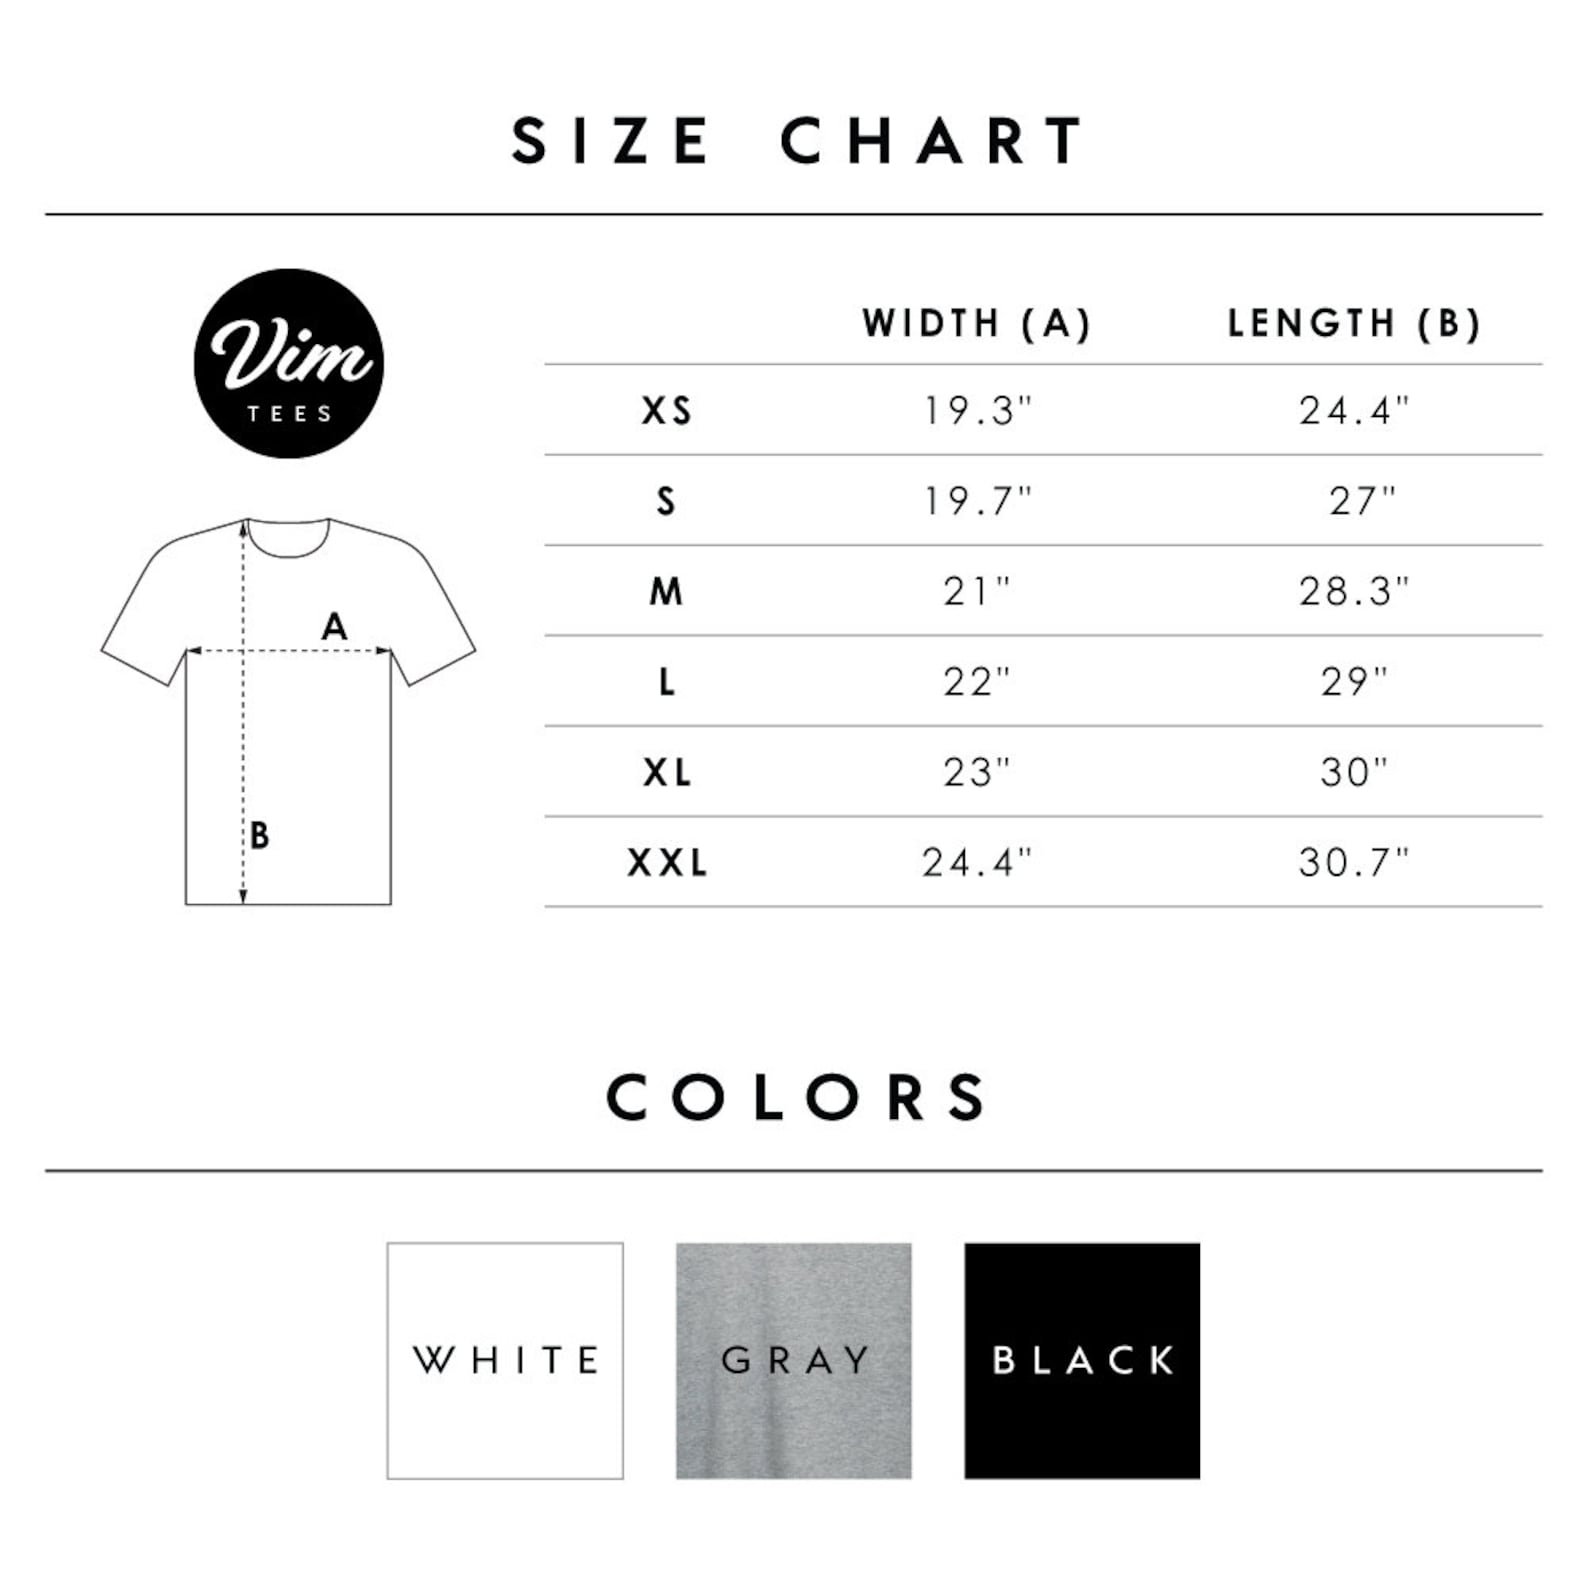 SIZE CHART
Vim
TEES
A
B
WIDTH (A) LENGTH (B)
XS 19.3" 24.4"
S 19.7" 27"
M 21" 28.3"
L 22" 29"
XL 23" 30"
XXL 24.4" 30.7"
COLORS
WHITE GRAY BLACK